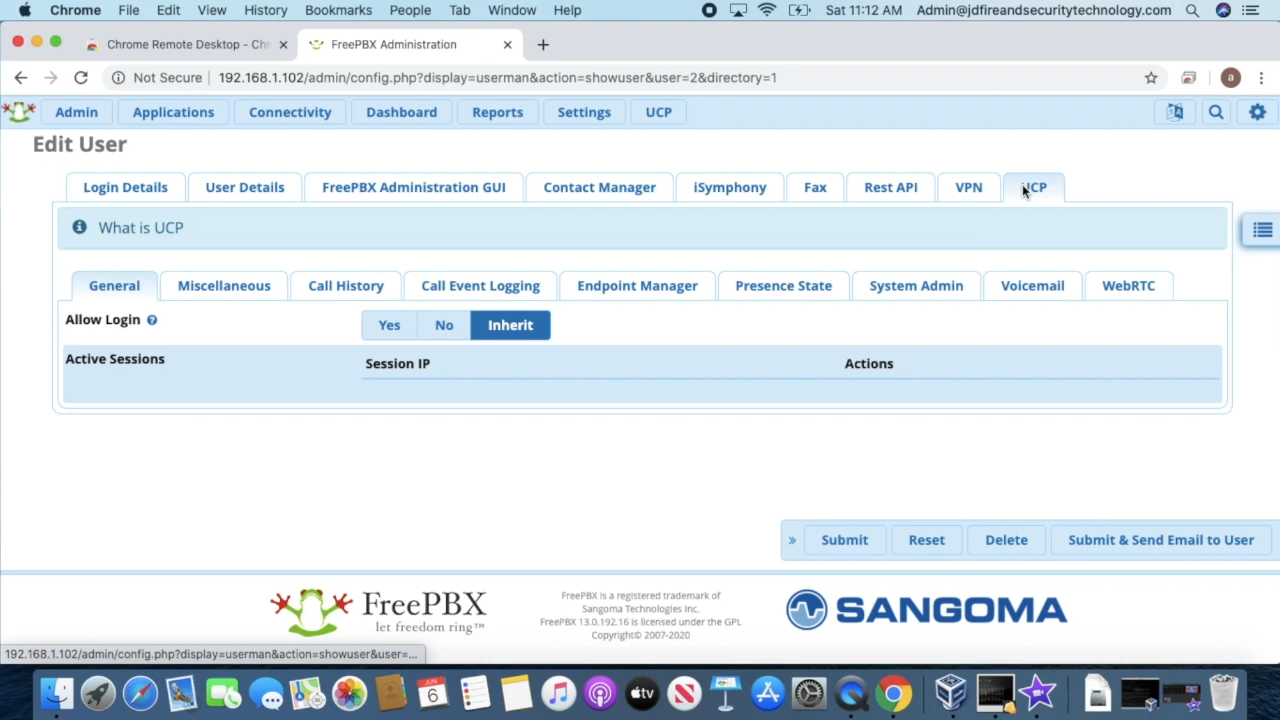 Chrome File Edit View History Bookmarks People Tab Window Help Sat 11:12 AM Admin@jdfireandsecuritytechnology.com
Chrome Remote Desktop - Chr FreePBX Administration
Not Secure 192.168.1.102/admin/config.php?display=userman&action=showuser&user=2&directory=1 a
Admin Applications Connectivity Dashboard Reports Settings UCP
Edit User
Login Details User Details FreePBX Administration GUI Contact Manager iSymphony Fax Rest API VPN UCP
What is UCP
General Miscellaneous Call History Call Event Logging Endpoint Manager Presence State System Admin Voicemail WebRTC
Allow Login Yes No Inherit
Active Sessions Session IP Actions
» Submit Reset Delete Submit & Send Email to User
FreePBX
let freedom ring™
FreePBX is a registered trademark of
Sangoma Technologies Inc.
FreePBX 13.0.192.16 is licensed under the GPL
Copyright© 2007-2020
SANGOMA
192.168.1.102/admin/config.php?display=userman&action=showuser&user=...
JUN
6
tv